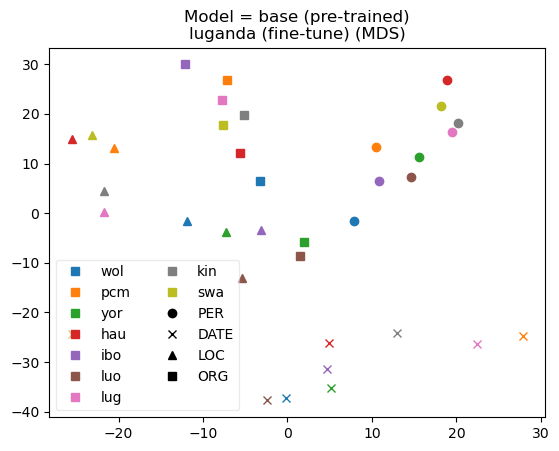 Model = base (pre-trained)
luganda (fine-tune) (MDS)
30
20
10
0
−10
−20
−30
−40
wol
pcm
yor
hau
ibo
luo
lug
kin
swa
PER
DATE
LOC
ORG
−20
−10
0
10
20
30